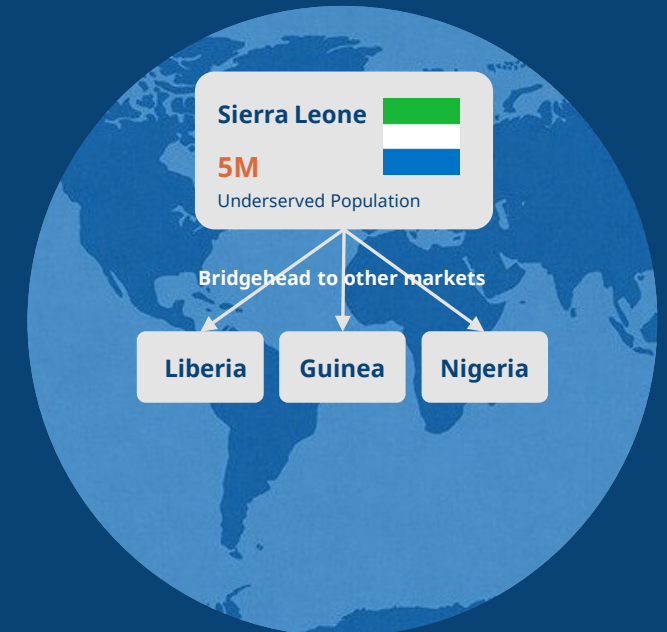 Sierra Leone
5M
Underserved Population
Bridgehead to other markets
Liberia
Guinea
Nigeria